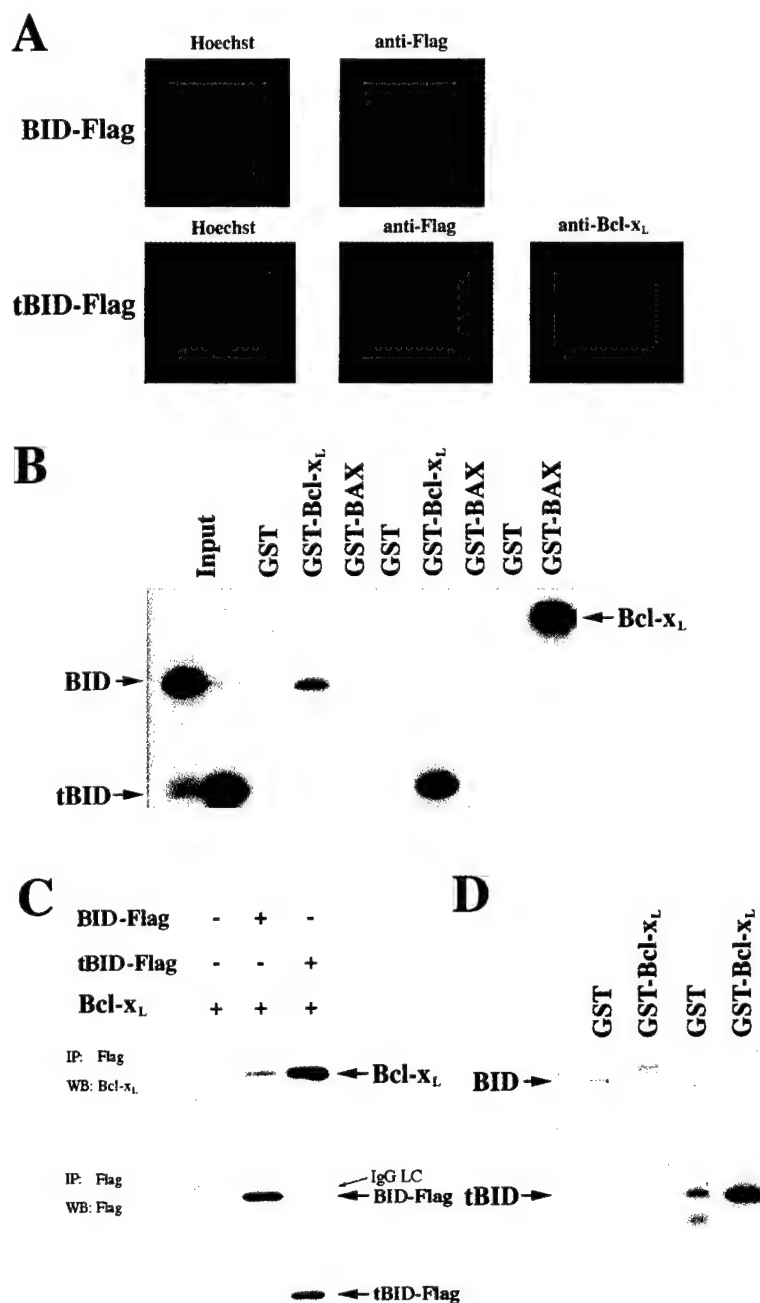 A
Hoechst
anti-Flag
BID-Flag
Hoechst
anti-Flag
anti-Bcl-xL
tBID-Flag
B
Input
GST
GST-Bcl-xL
GST-BAX
GST
GST-Bcl-xL
GST-BAX
GST
GST-BAX
Bcl-xL
BID
tBID
C
BID-Flag - + -
tBID-Flag - - +
Bcl-xL + + +
IP: Flag
WB: Bcl-xL
Bcl-xL
IP: Flag
WB: Flag
IgG LC
BID-Flag
tBID-Flag
D
GST
GST-Bcl-xL
GST
GST-Bcl-xL
BID
tBID